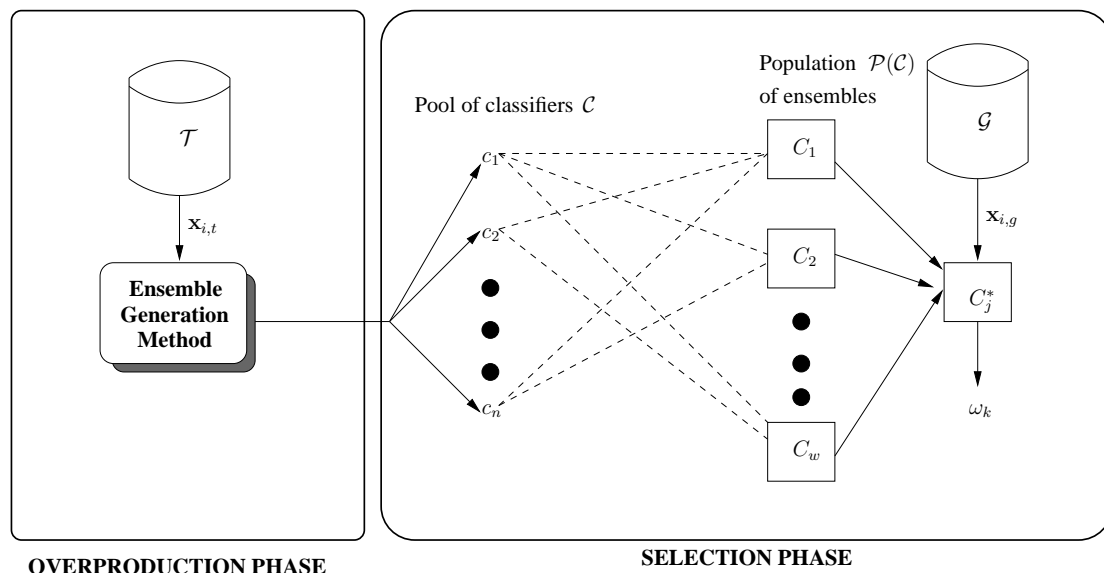 𝒯
x_{i,t}
Ensemble
Generation
Method
OVERPRODUCTION PHASE
Pool of classifiers 𝒞
c_1
c_2
c_n
Population 𝒫(𝒞)
of ensembles
C_1
C_2
C_w
𝒢
x_{i,g}
C_j^*
ω_k
SELECTION PHASE